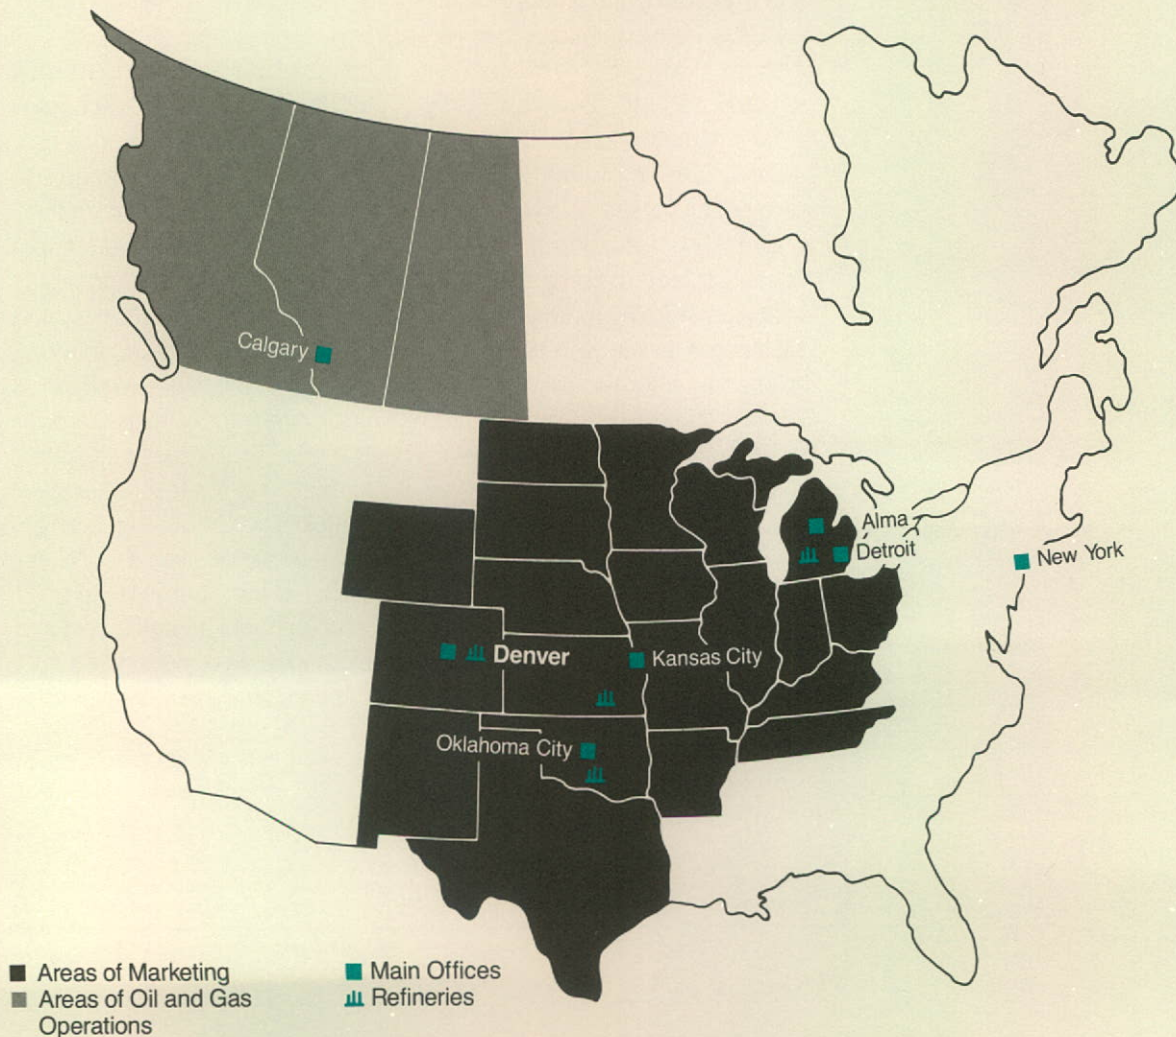 Calgary
Alma
Detroit
New York
Denver
Kansas City
Oklahoma City
Areas of Marketing
Areas of Oil and Gas
Operations
Main Offices
Refineries